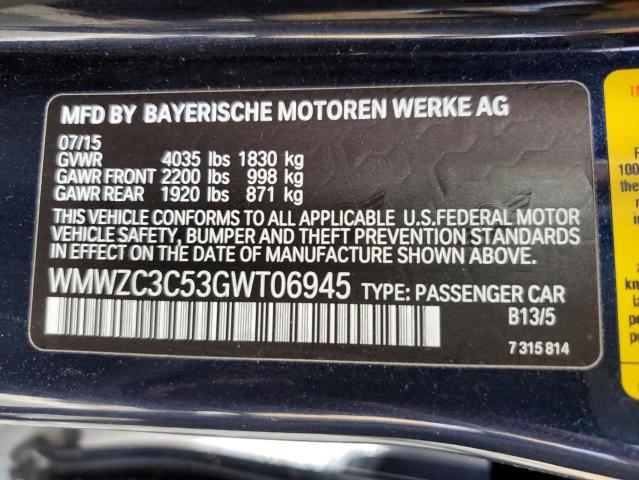 MFD BY BAYERISCHE MOTOREN WERKE AG
07/15
GVWR 4035 lbs 1830 kg
GAWR FRONT 2200 lbs 998 kg
GAWR REAR 1920 lbs 871 kg
THIS VEHICLE CONFORMS TO ALL APPLICABLE U.S.FEDERAL MOTOR
VEHICLE SAFETY, BUMPER AND THEFT PREVENTION STANDARDS
IN EFFECT ON THE DATE OF MANUFACTURE SHOWN ABOVE.
WMWZC3C53GWT06945 TYPE: PASSENGER CAR
B13/5
7 315 814
100
the